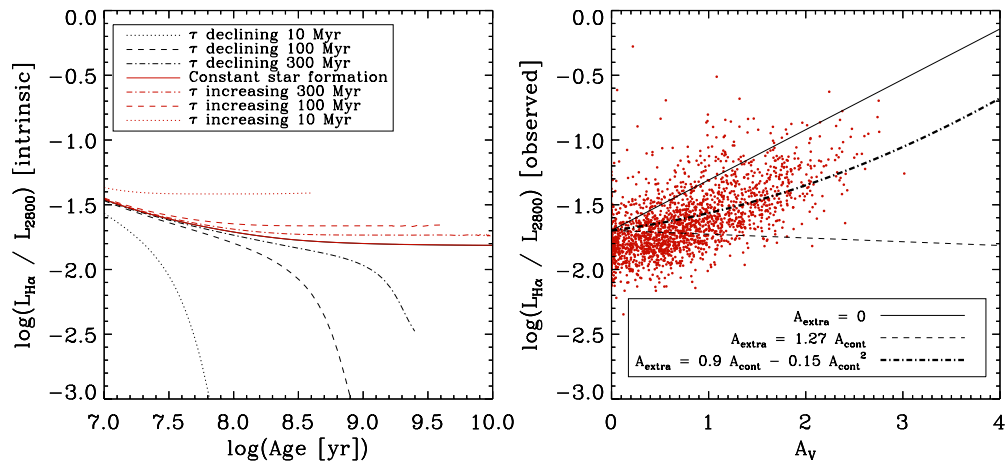 log(L_Hα / L_2800) [intrinsic]
0.0
−0.5
−1.0
−1.5
−2.0
−2.5
−3.0
τ declining 10 Myr
τ declining 100 Myr
τ declining 300 Myr
Constant star formation
τ increasing 300 Myr
τ increasing 100 Myr
τ increasing 10 Myr
7.0 7.5 8.0 8.5 9.0 9.5 10.0
log(Age [yr])
log(L_Hα / L_2800) [observed]
0.0
−0.5
−1.0
−1.5
−2.0
−2.5
−3.0
A_extra = 0
A_extra = 1.27 A_cont
A_extra = 0.9 A_cont − 0.15 A_cont²
0 1 2 3 4
A_V